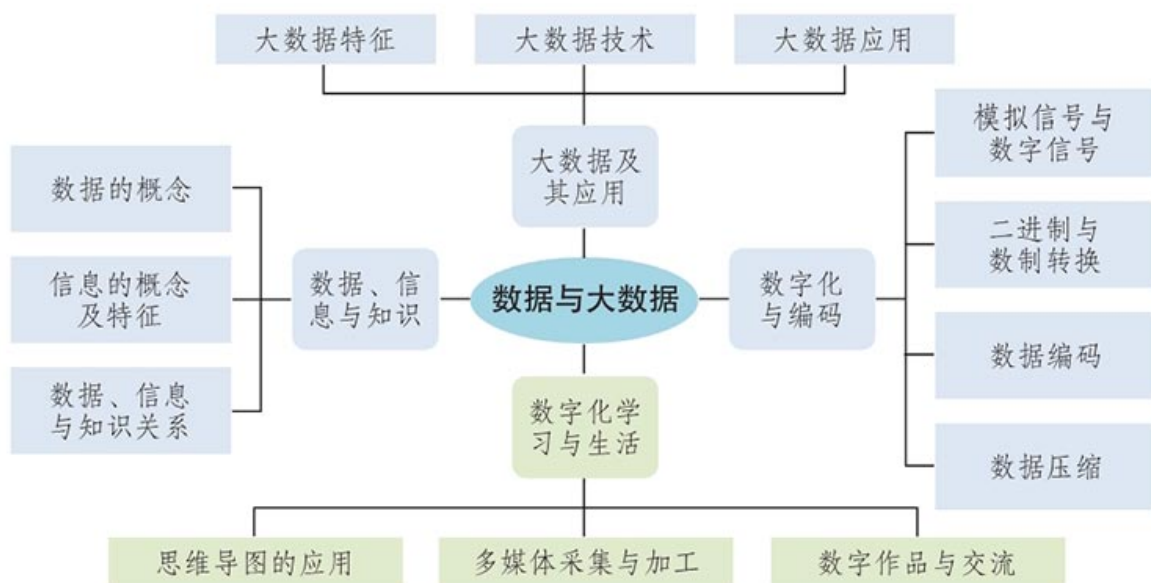 大数据特征
大数据技术
大数据应用
大数据及
其应用
数据的概念
信息的概念
及特征
数据、信息
与知识关系
数据、信
息与知识
数据与大数据
数字化
与编码
模拟信号与
数字信号
二进制与
数制转换
数据编码
数据压缩
数字化学
习与生活
思维导图的应用
多媒体采集与加工
数字作品与交流